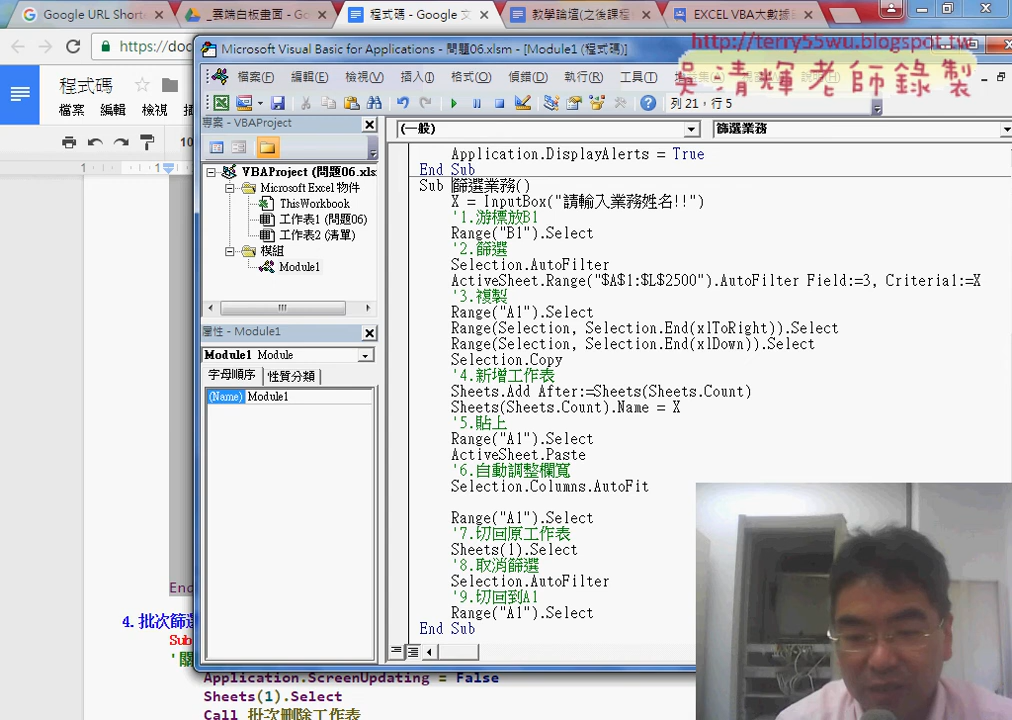 Google URL Shorte
_雲端白板畫面 - Go
程式碼 - Google 文
教學論壇(之後課程
EXCEL VBA大數據
https://doc
Microsoft Visual Basic for Applications - 問題06.xlsm - [Module1 (程式碼)]
http://terry55wu.blogspot.tw
吳清輝老師錄製
程式碼
檔案 編輯 檢視
檔案(F) 編輯(E) 檢視(V) 插入(I) 格式(O) 偵錯(D) 執行(R) 工具(T)
列 21，行 5
專案 - VBAProject
(一般)
篩選業務
VBAProject (問題06.xls
Microsoft Excel 物件
ThisWorkbook
工作表1 (問題06)
工作表2 (清單)
模組
Module1
屬性 - Module1
Module1 Module
字母順序 性質分類
(Name) Module1
Application.DisplayAlerts = True
End Sub
Sub 篩選業務()
X = InputBox("請輸入業務姓名!!")
'1.游標放B1
Range("B1").Select
'2.篩選
Selection.AutoFilter
ActiveSheet.Range("$A$1:$L$2500").AutoFilter Field:=3, Criteria1:=X
'3.複製
Range("A1").Select
Range(Selection, Selection.End(xlToRight)).Select
Range(Selection, Selection.End(xlDown)).Select
Selection.Copy
'4.新增工作表
Sheets.Add After:=Sheets(Sheets.Count)
Sheets(Sheets.Count).Name = X
'5.貼上
Range("A1").Select
ActiveSheet.Paste
'6.自動調整欄寬
Selection.Columns.AutoFit
Range("A1").Select
'7.切回原工作表
Sheets(1).Select
'8.取消篩選
Selection.AutoFilter
'9.切回到A1
Range("A1").Select
End Sub
End
4.批次篩選
Sub
'關
Application.ScreenUpdating = False
Sheets(1).Select
Call 批次刪除工作表